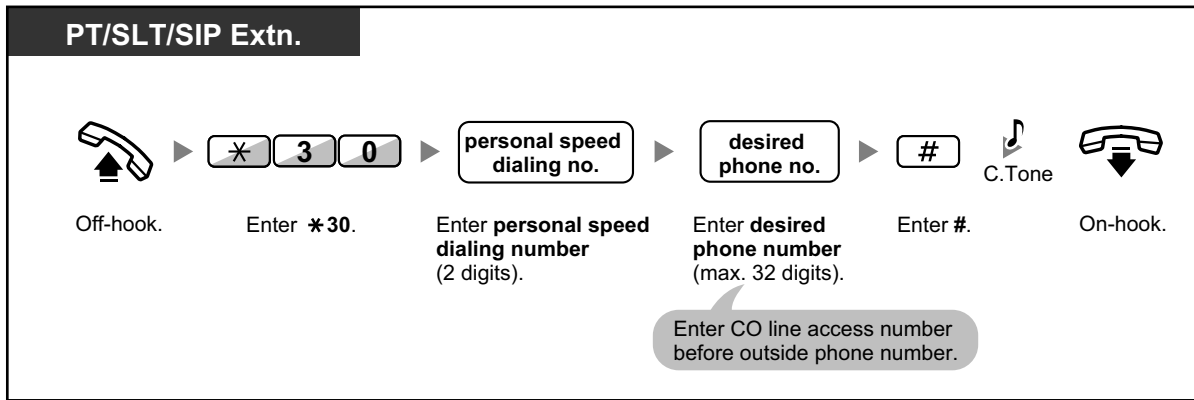 PT/SLT/SIP Extn.
* 3 0
personal speed
dialing no.
desired
phone no.
#
C.Tone
Off-hook.
Enter *30.
Enter personal speed
dialing number
(2 digits).
Enter desired
phone number
(max. 32 digits).
Enter #.
On-hook.
Enter CO line access number
before outside phone number.